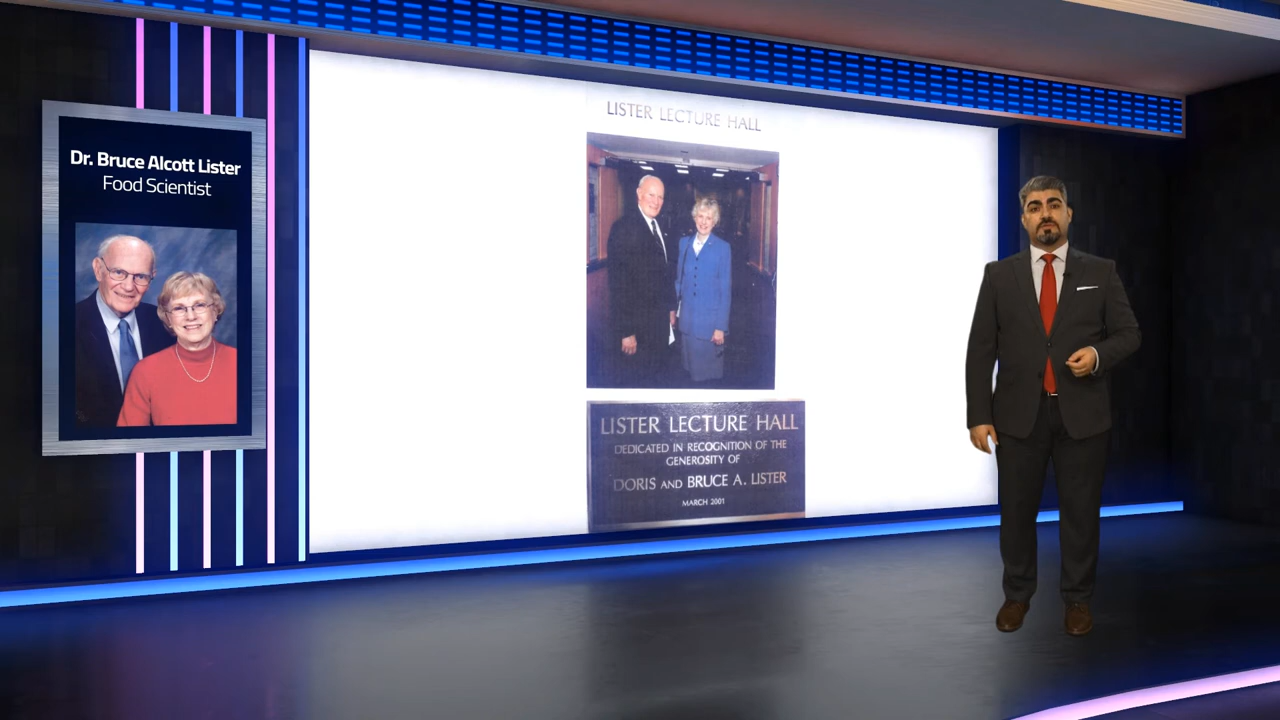 Dr. Bruce Alcott Lister
Food Scientist
LISTER LECTURE HALL
LISTER LECTURE HALL
DEDICATED IN RECOGNITION OF THE
GENEROSITY OF
DORIS AND BRUCE A. LISTER
MARCH 2001